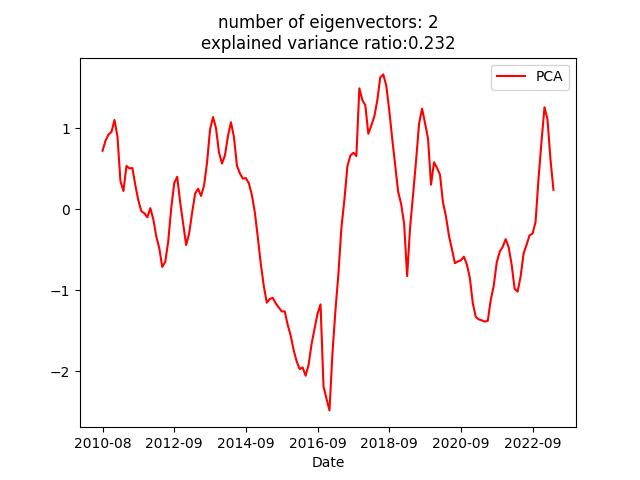 number of eigenvectors: 2
explained variance ratio:0.232
PCA
1
0
−1
−2
2010-08 2012-09 2014-09 2016-09 2018-09 2020-09 2022-09
Date